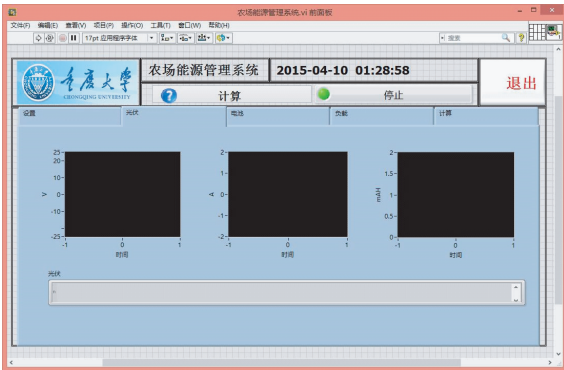 农场能源管理系统.vi 前面板
文件(F) 编辑(E) 查看(V) 项目(P) 操作(O) 工具(T) 窗口(W) 帮助(H)
17pt 应用程序字体
搜索
重庆大学
CHONGQING UNIVERSITY
农场能源管理系统 2015-04-10 01:28:58
计算 停止
退出
设置 光伏 电池 负载 计算
25
20
10
0
-10
-25
V
-1 0 1
时间
2
1
0
-1
-2
A
-1 0 1
时间
2
1.5
1
0.5
0
mAH
-1 0 1
时间
光伏